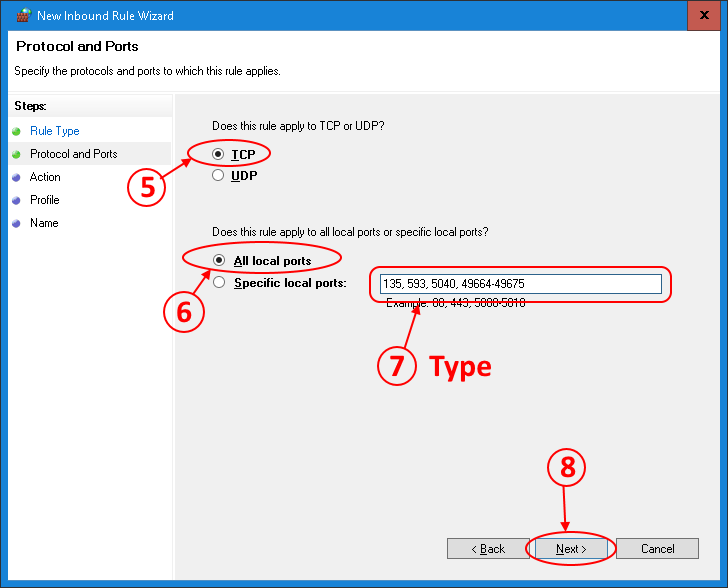 New Inbound Rule Wizard
X
Protocol and Ports
Specify the protocols and ports to which this rule applies.
Steps:
Rule Type
Protocol and Ports
Action
Profile
Name
Does this rule apply to TCP or UDP?
TCP
UDP
5
Does this rule apply to all local ports or specific local ports?
All local ports
6
Specific local ports:
135, 593, 5040, 49664-49675
Example: 80, 443, 5000-5010
7 Type
8
< Back
Next >
Cancel